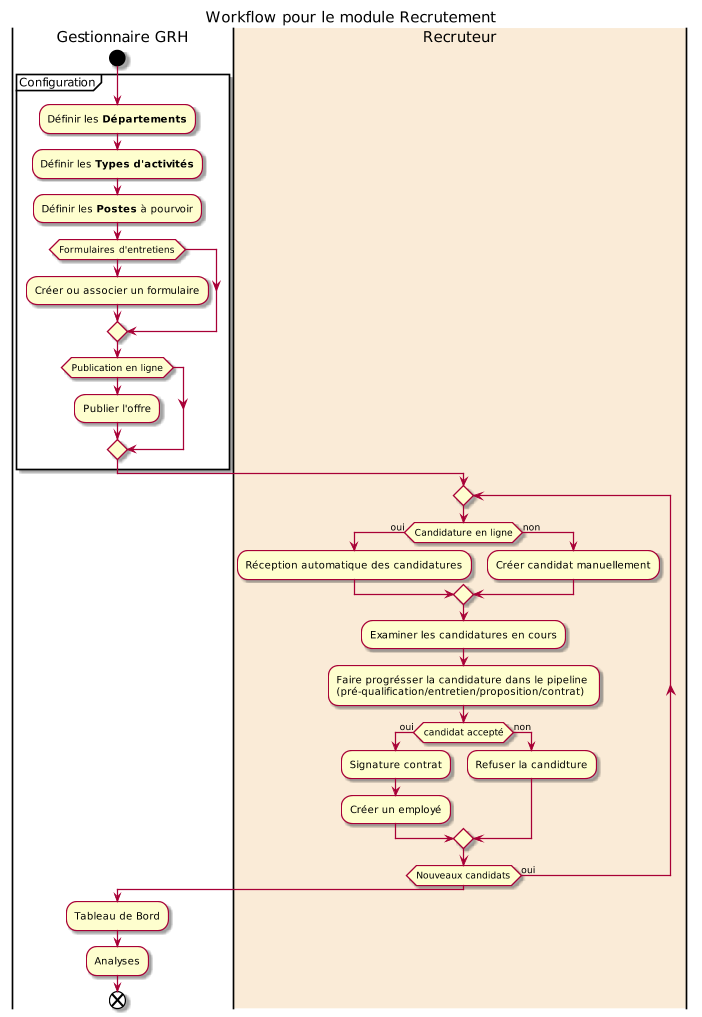 Workflow pour le module Recrutement
Gestionnaire GRH
Recruteur
Configuration
Définir les Départements
Définir les Types d'activités
Définir les Postes à pourvoir
Formulaires d'entretiens
Créer ou associer un formulaire
Publication en ligne
Publier l'offre
oui
Candidature en ligne
non
Réception automatique des candidatures
Créer candidat manuellement
Examiner les candidatures en cours
Faire progrésser la candidature dans le pipeline
(pré-qualification/entretien/proposition/contrat)
oui
candidat accepté
non
Signature contrat
Refuser la candidture
Créer un employé
Nouveaux candidats
oui
Tableau de Bord
Analyses